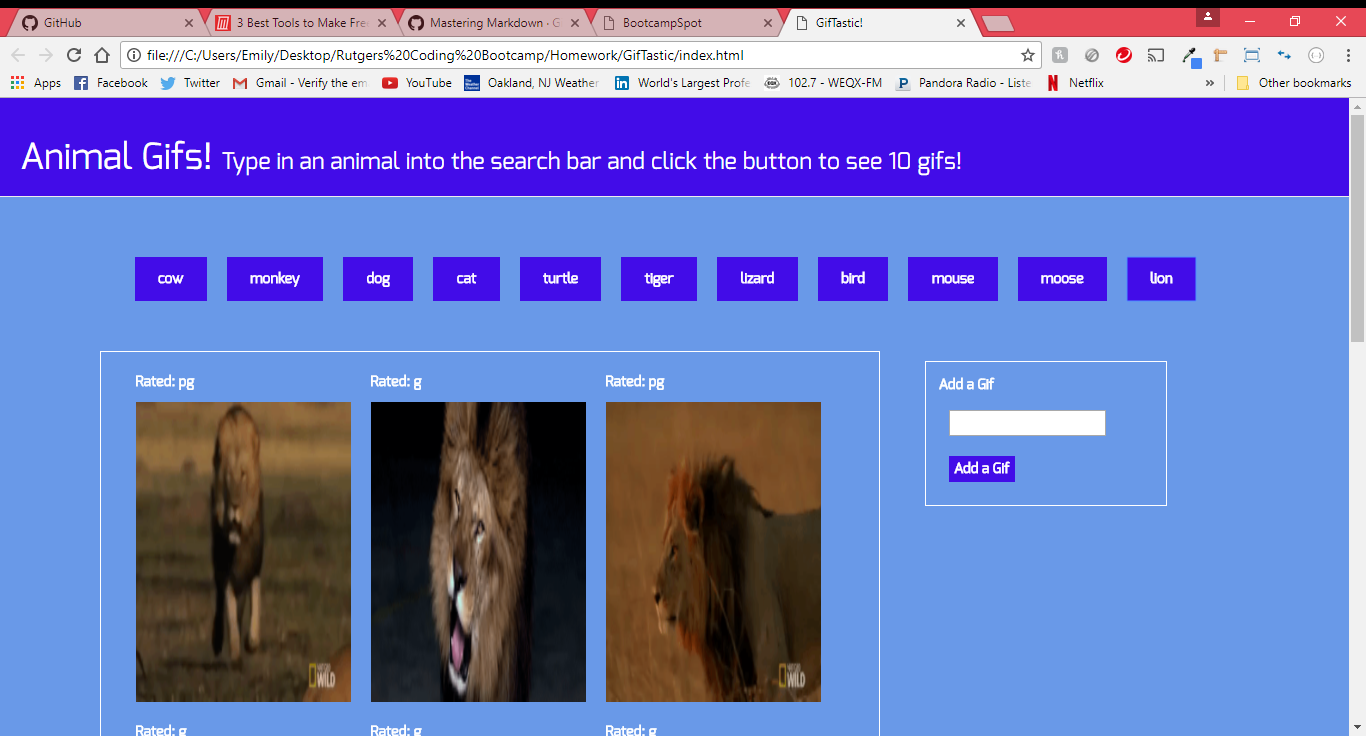 GitHub
3 Best Tools to Make Free
Mastering Markdown · G
BootcampSpot
GifTastic!
file:///C:/Users/Emily/Desktop/Rutgers%20Coding%20Bootcamp/Homework/GifTastic/index.html
Apps Facebook Twitter Gmail - Verify the em YouTube Oakland, NJ Weather World's Largest Profe 102.7 - WEQX-FM Pandora Radio - Liste Netflix » Other bookmarks
Animal Gifs! Type in an animal into the search bar and click the button to see 10 gifs!
cow monkey dog cat turtle tiger lizard bird mouse moose lion
Rated: pg Rated: g Rated: pg
WILD
WILD
Rated: g Rated: g Rated: g
Add a Gif
Add a Gif